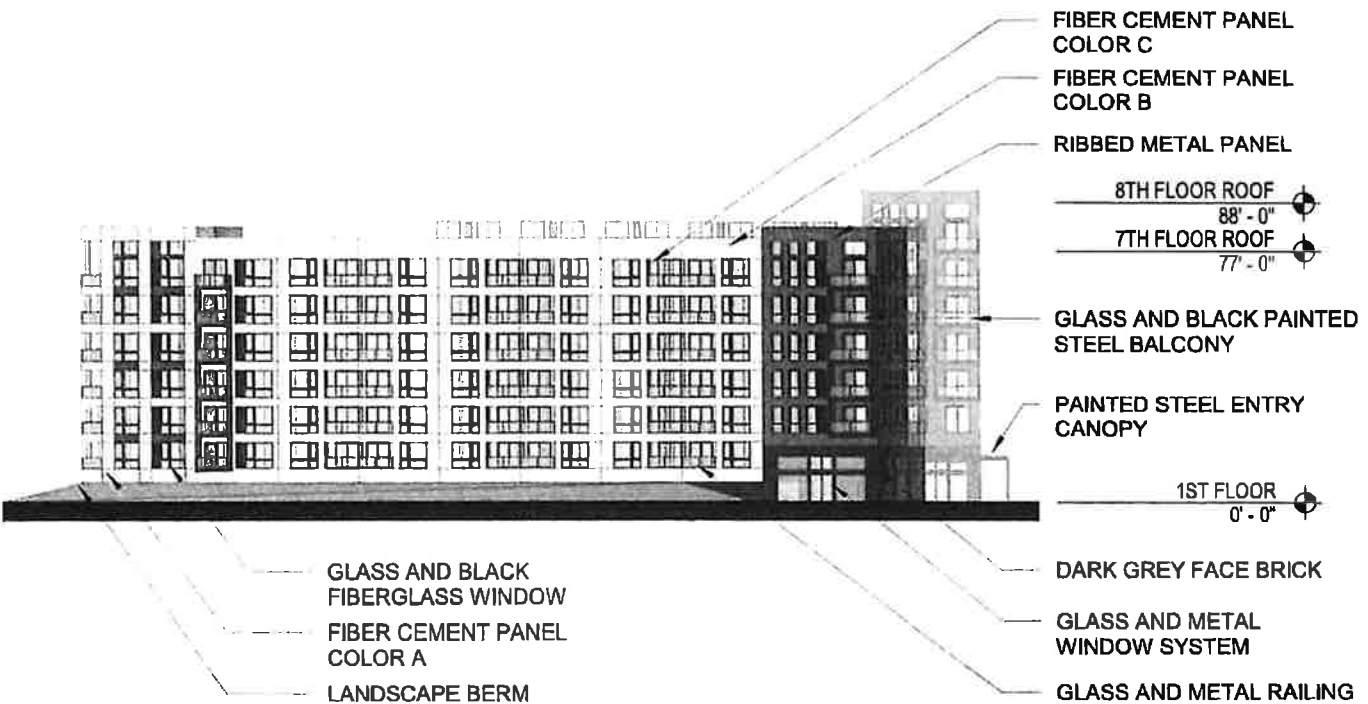 FIBER CEMENT PANEL
COLOR C
FIBER CEMENT PANEL
COLOR B
RIBBED METAL PANEL
8TH FLOOR ROOF
88' - 0"
7TH FLOOR ROOF
77' - 0"
GLASS AND BLACK PAINTED
STEEL BALCONY
PAINTED STEEL ENTRY
CANOPY
1ST FLOOR
0' - 0"
GLASS AND BLACK
FIBERGLASS WINDOW
FIBER CEMENT PANEL
COLOR A
LANDSCAPE BERM
DARK GREY FACE BRICK
GLASS AND METAL
WINDOW SYSTEM
GLASS AND METAL RAILING